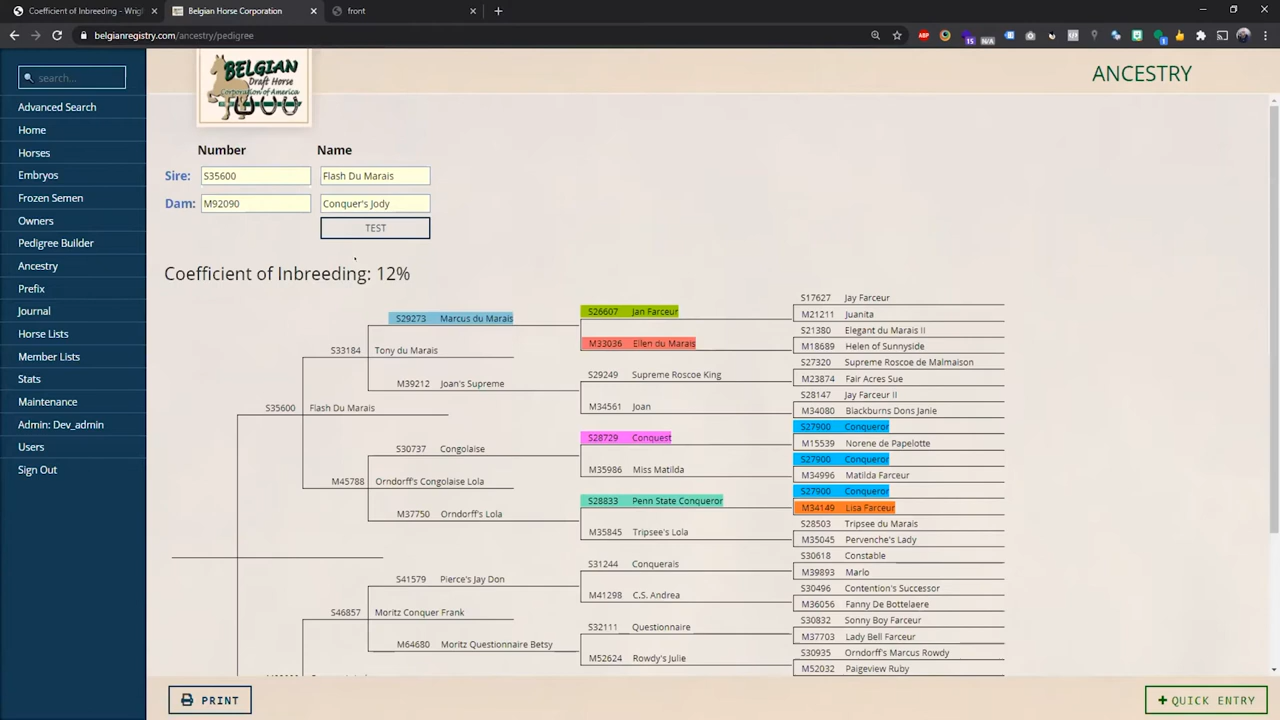 Coefficient of Inbreeding - Wrig
Belgian Horse Corporation
front
belgianregistry.com/ancestry/pedigree
BELGIAN
Draft Horse
Corporation of America
ANCESTRY
search...
Advanced Search
Home
Horses
Embryos
Frozen Semen
Owners
Pedigree Builder
Ancestry
Prefix
Journal
Horse Lists
Member Lists
Stats
Maintenance
Admin: Dev_admin
Users
Sign Out
Number Name
Sire: S35600 Flash Du Marais
Dam: M92090 Conquer's Jody
TEST
Coefficient of Inbreeding: 12%
S17627 Jay Farceur
S26607 Jan Farceur
M21211 Juanita
S29273 Marcus du Marais
S21380 Elegant du Marais II
M33036 Ellen du Marais
M18689 Helen of Sunnyside
S33184 Tony du Marais
S27320 Supreme Roscoe de Malmaison
S29249 Supreme Roscoe King
M23874 Fair Acres Sue
M39212 Joan's Supreme
S28147 Jay Farceur II
M34561 Joan
M34080 Blackburns Dons Janie
S35600 Flash Du Marais
S27900 Conqueror
S28729 Conquest
M15539 Norene de Papelotte
S30737 Congolaise
S27900 Conqueror
M35986 Miss Matilda
M34996 Matilda Farceur
M45788 Orndorff's Congolaise Lola
S27900 Conqueror
S28833 Penn State Conqueror
M34149 Lisa Farceur
M37750 Orndorff's Lola
S28503 Tripsee du Marais
M35845 Tripsee's Lola
M35045 Pervenche's Lady
S30618 Constable
S31244 Conquerais
M39893 Marlo
S41579 Pierce's Jay Don
S30496 Contention's Successor
M41298 C.S. Andrea
M36056 Fanny De Bottelaere
S46857 Moritz Conquer Frank
S30832 Sonny Boy Farceur
S32111 Questionnaire
M37703 Lady Bell Farceur
M64680 Moritz Questionnaire Betsy
S30935 Orndorff's Marcus Rowdy
M52624 Rowdy's Julie
M52032 Paigeview Ruby
PRINT
+ QUICK ENTRY